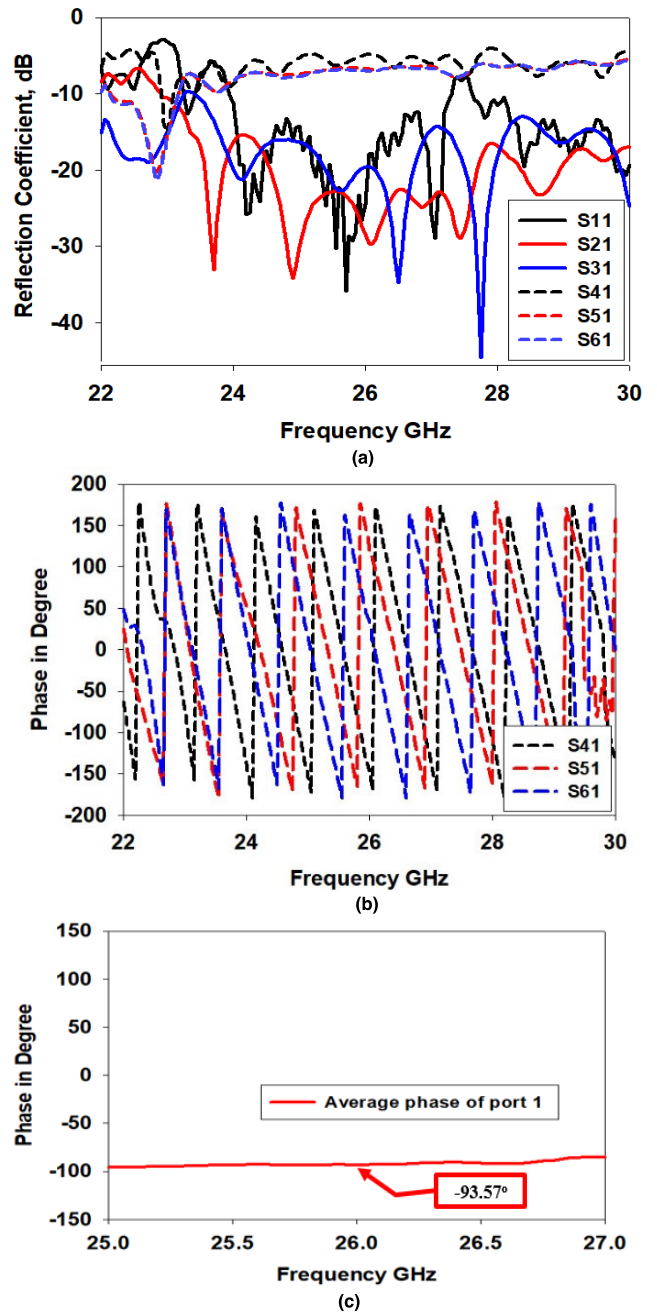 0
-10
-20
-30
-40
Reflection Coefficient, dB
S11
S21
S31
S41
S51
S61
22 24 26 28 30
Frequency GHz
(a)
200
150
100
50
0
-50
-100
-150
-200
Phase in Degree
S41
S51
S61
22 24 26 28 30
Frequency GHz
(b)
150
100
50
0
-50
-100
-150
Phase in Degree
Average phase of port 1
-93.57°
25.0 25.5 26.0 26.5 27.0
Frequency GHz
(c)